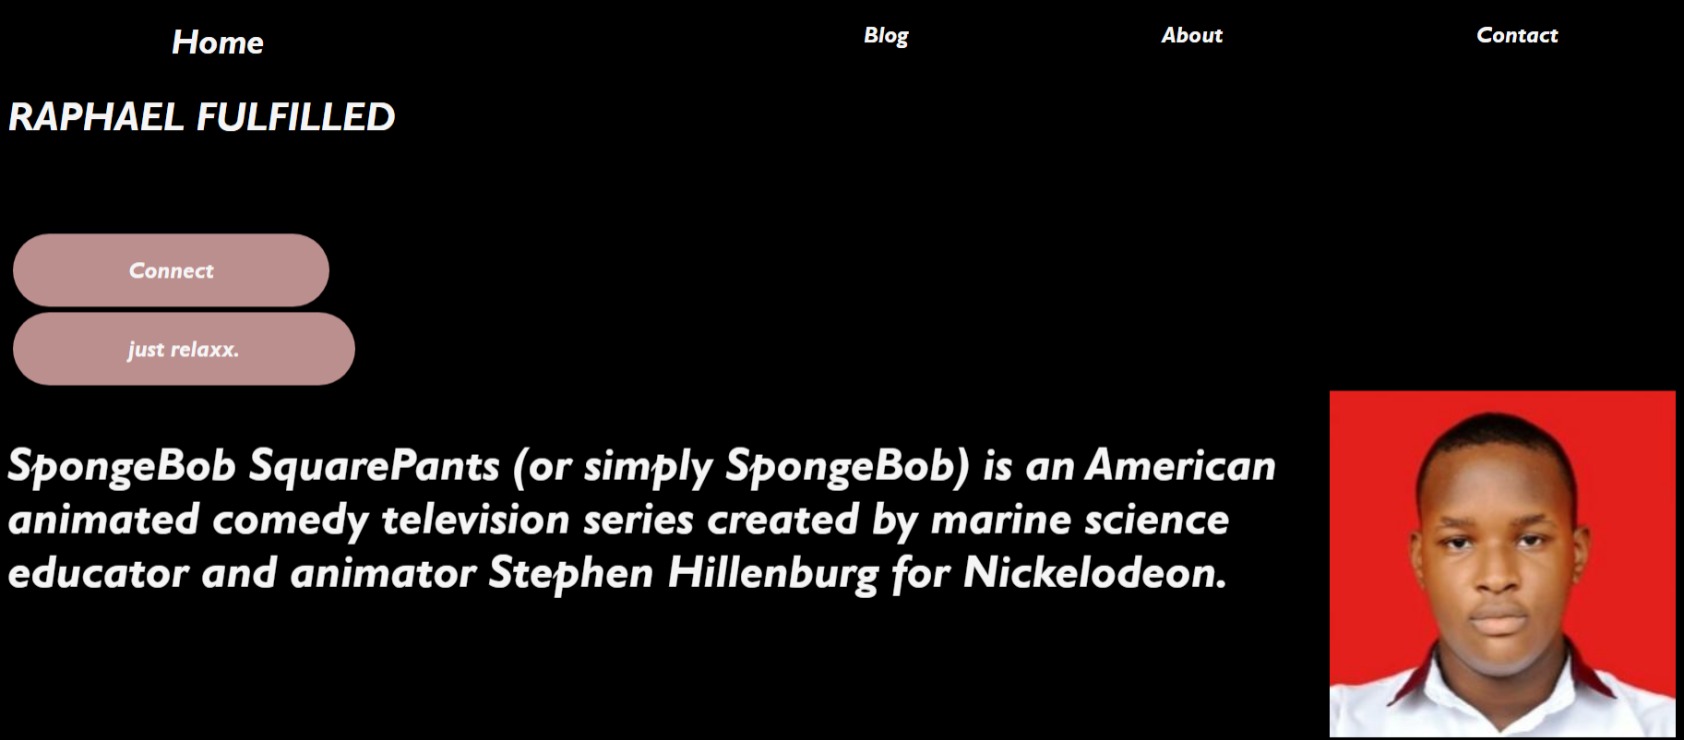 Home Blog About Contact
RAPHAEL FULFILLED
Connect
just relaxx.
SpongeBob SquarePants (or simply SpongeBob) is an American
animated comedy television series created by marine science
educator and animator Stephen Hillenburg for Nickelodeon.